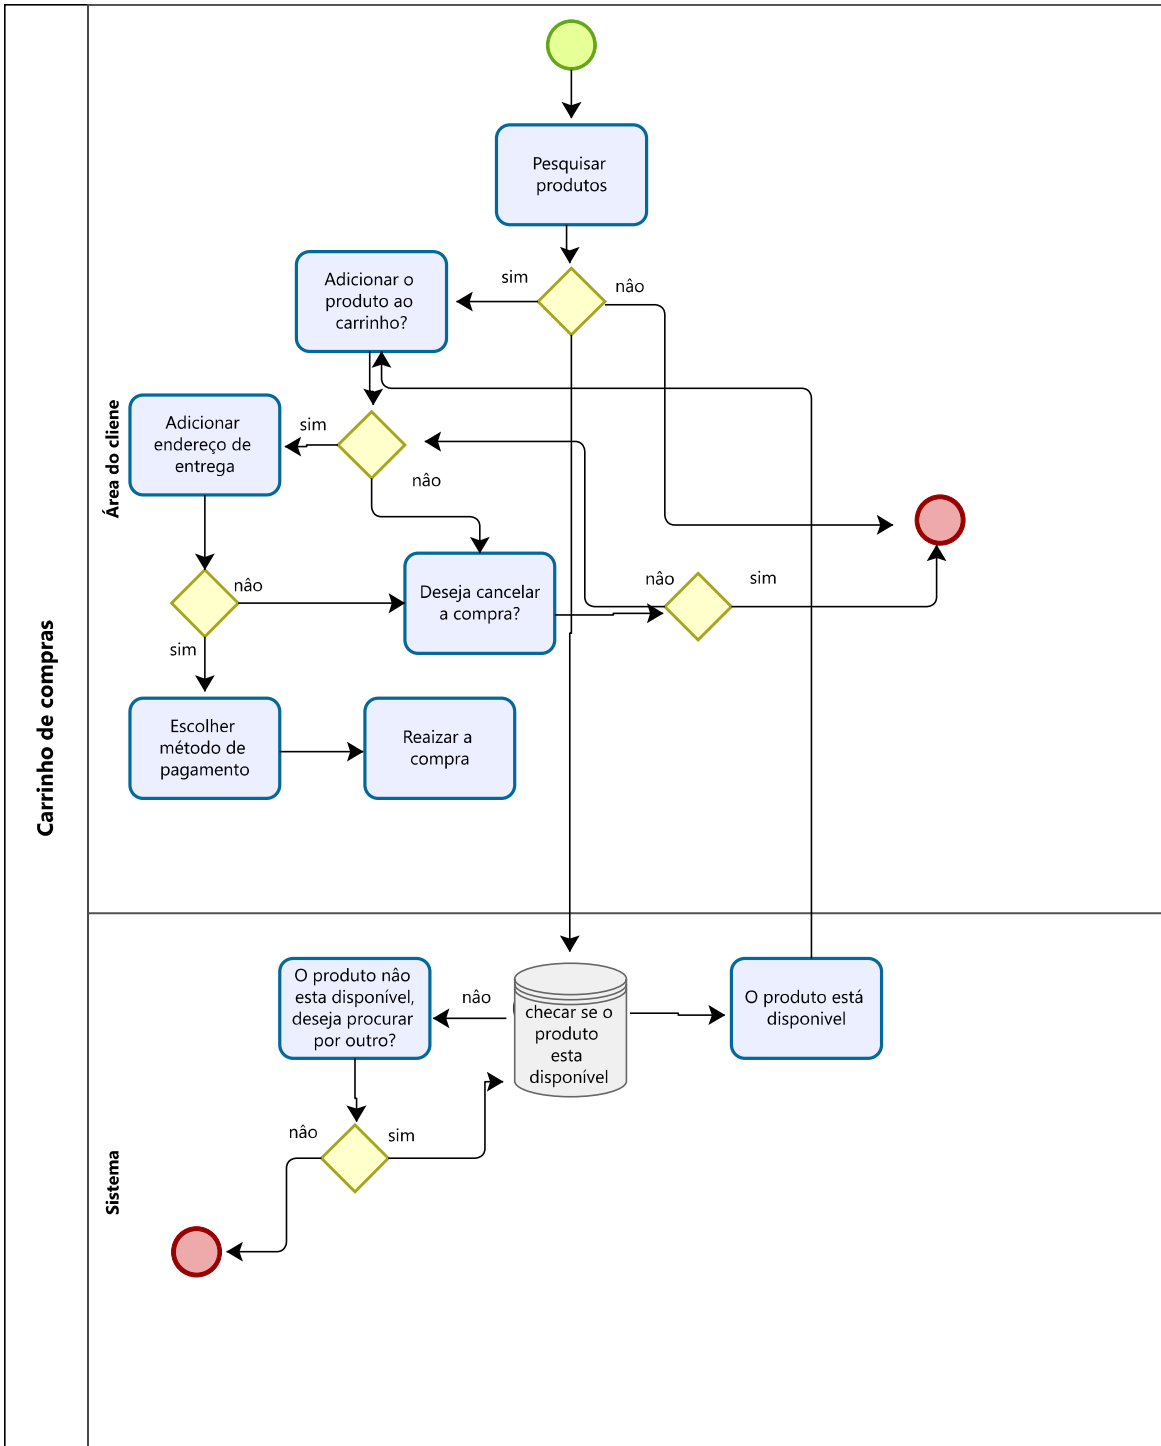 Carrinho de compras
Área do cliene
Pesquisar
produtos
sim
nâo
Adicionar o
produto ao
carrinho?
Adicionar
endereço de
entrega
sim
nâo
nâo
sim
Deseja cancelar
a compra?
nâo
sim
Escolher
método de
pagamento
Reaizar a
compra
Sistema
O produto nâo
esta disponível,
deseja procurar
por outro?
nâo
checar se o
produto
esta
disponível
O produto está
disponivel
nâo
sim